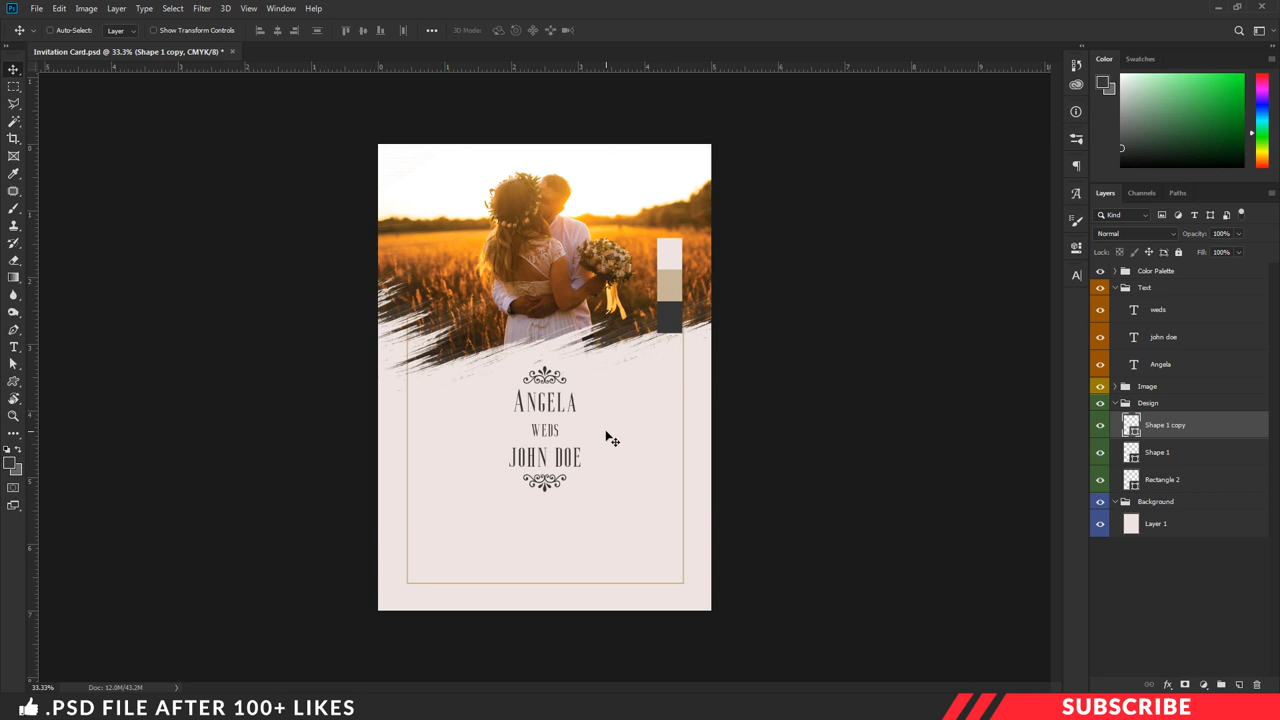 Ps File Edit Image Layer Type Select Filter 3D View Window Help
Auto-Select: Layer Show Transform Controls 3D Mode:
Invitation Card.psd @ 33.3% (Shape 1 copy, CMYK/8) *
Color Swatches
Layers Channels Paths
Kind
Normal Opacity: 100%
Lock: Fill: 100%
Color Palette
Text
T weds
T john doe
T Angela
Image
Design
Shape 1 copy
Shape 1
Rectangle 2
Background
Layer 1
ANGELA
WEDS
JOHN DOE
33.33% Doc: 12.0M/43.2M
.PSD FILE AFTER 100+ LIKES
SUBSCRIBE